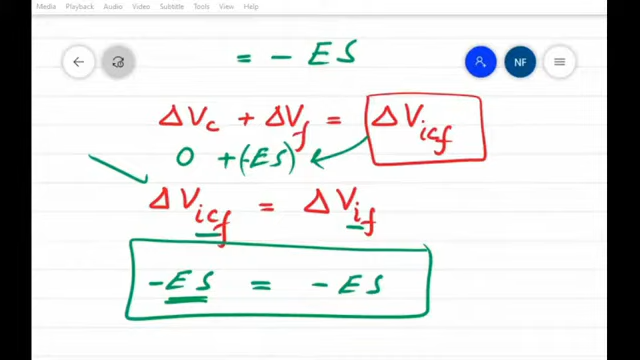 Media Playback Audio Video Subtitle Tools View Help
= - ES
NF
ΔVc + ΔVf = ΔVicf
0 +(-ES)
ΔVicf = ΔVif
-ES = - ES